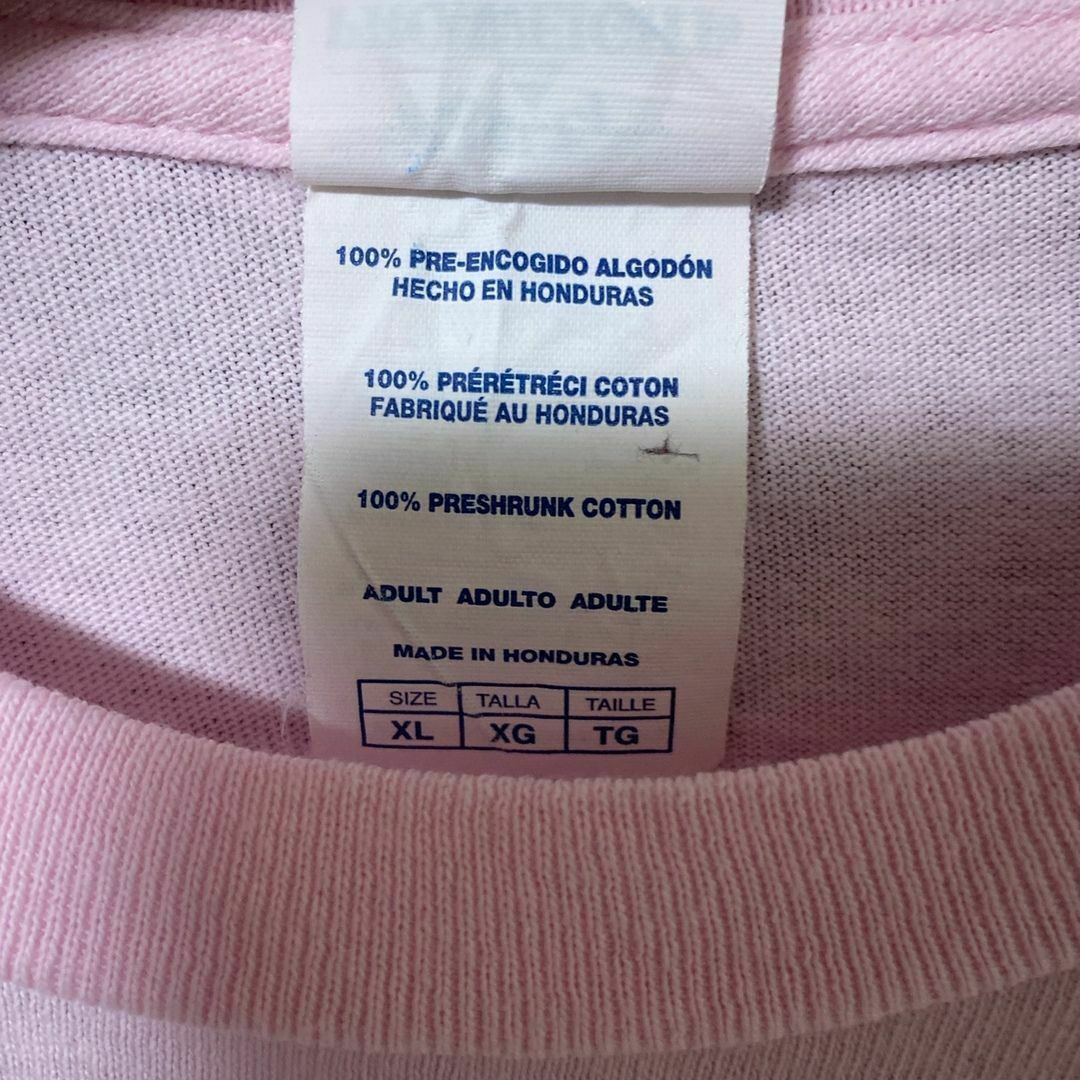 100% PRE-ENCOGIDO ALGODÓN
HECHO EN HONDURAS
100% PRÉRÉTRÉCI COTON
FABRIQUÉ AU HONDURAS
100% PRESHRUNK COTTON
ADULT ADULTO ADULTE
MADE IN HONDURAS
SIZE TALLA TAILLE
XL XG TG